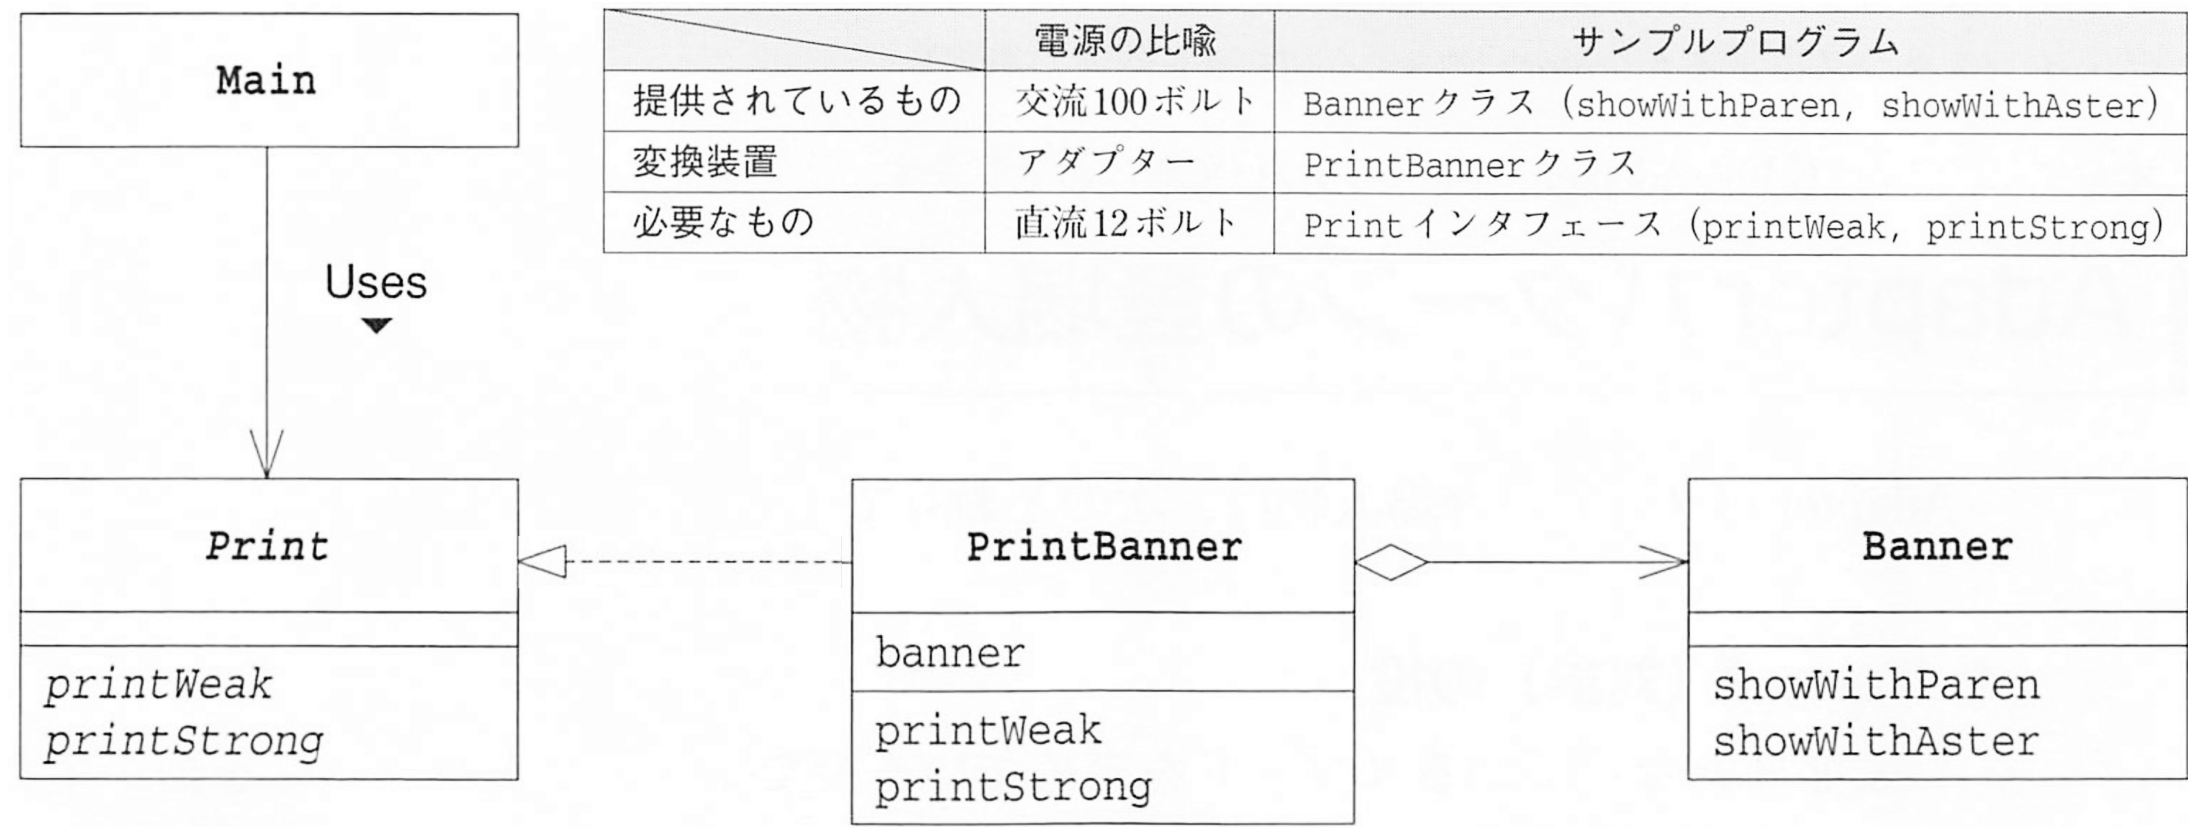 Main
電源の比喩 サンプルプログラム
提供されているもの 交流100ボルト Bannerクラス (showWithParen, showWithAster)
変換装置 アダプター PrintBannerクラス
必要なもの 直流12ボルト Printインタフェース (printWeak, printStrong)
Uses
Print
printWeak
printStrong
PrintBanner
banner
printWeak
printStrong
Banner
showWithParen
showWithAster